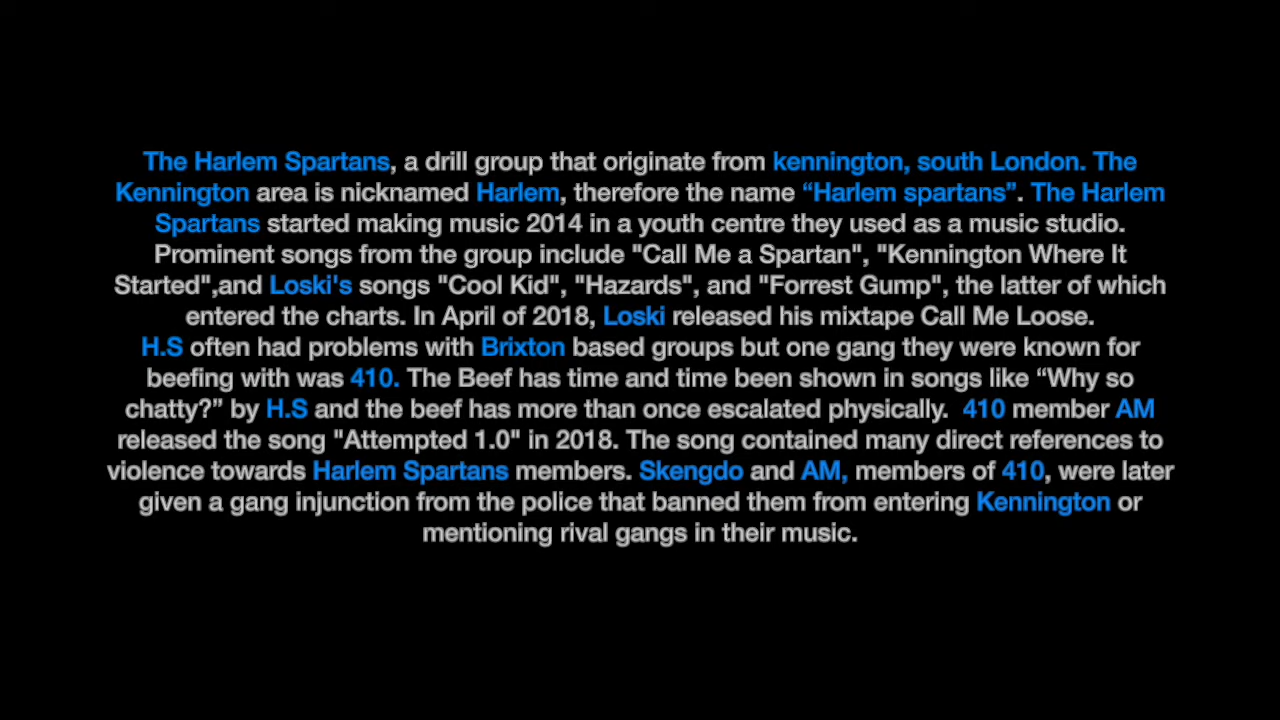 The Harlem Spartans, a drill group that originate from kennington, south London. The
Kennington area is nicknamed Harlem, therefore the name “Harlem spartans”. The Harlem
Spartans started making music 2014 in a youth centre they used as a music studio.
Prominent songs from the group include "Call Me a Spartan", "Kennington Where It
Started",and Loski's songs "Cool Kid", "Hazards", and "Forrest Gump", the latter of which
entered the charts. In April of 2018, Loski released his mixtape Call Me Loose.
H.S often had problems with Brixton based groups but one gang they were known for
beefing with was 410. The Beef has time and time been shown in songs like “Why so
chatty?” by H.S and the beef has more than once escalated physically.  410 member AM
released the song "Attempted 1.0" in 2018. The song contained many direct references to
violence towards Harlem Spartans members. Skengdo and AM, members of 410, were later
given a gang injunction from the police that banned them from entering Kennington or
mentioning rival gangs in their music.